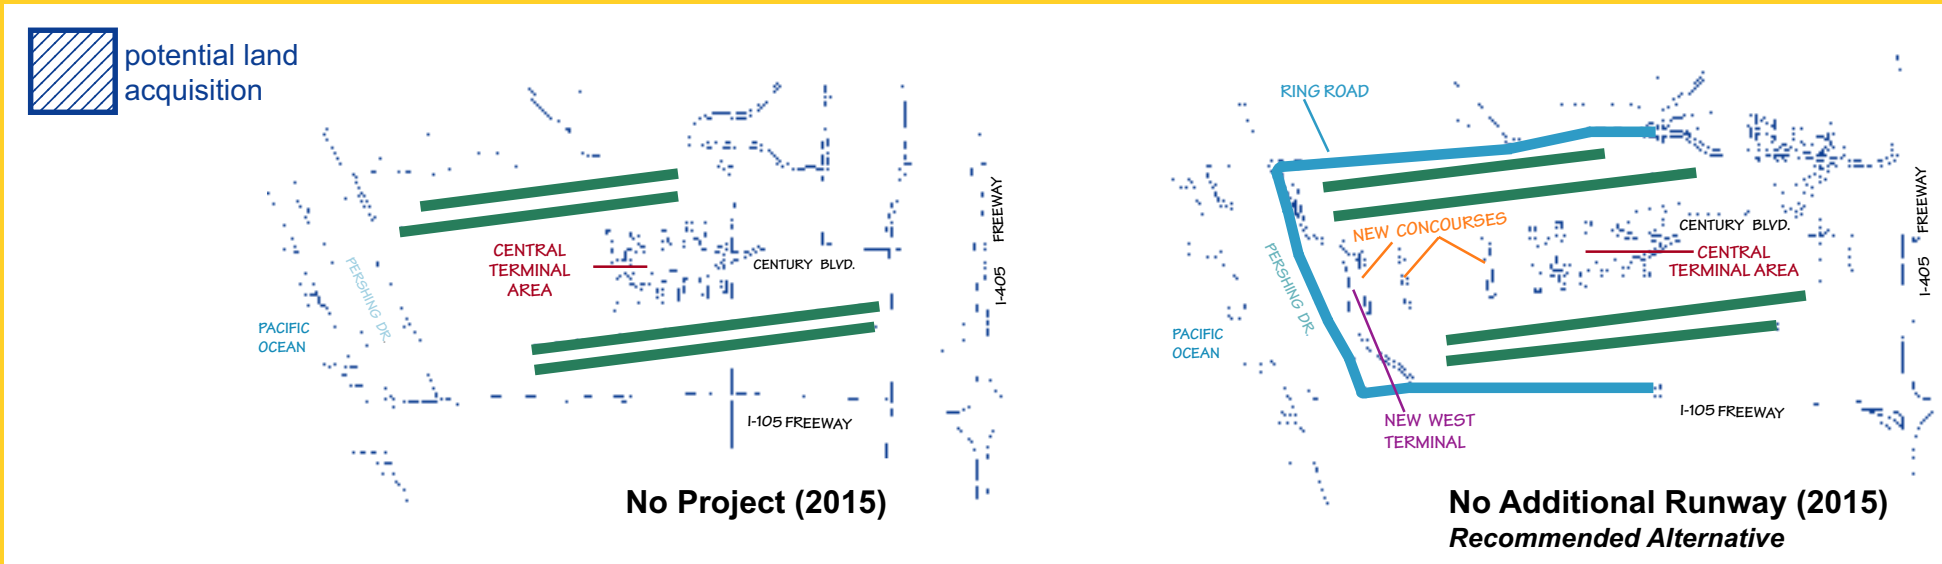 potential land
acquisition
CENTRAL
TERMINAL
AREA
CENTURY BLVD.
I-405 FREEWAY
PERSHING DR.
PACIFIC
OCEAN
I-105 FREEWAY
No Project (2015)
RING ROAD
NEW CONCOURSES
CENTURY BLVD.
CENTRAL
TERMINAL AREA
I-405 FREEWAY
PERSHING DR.
PACIFIC
OCEAN
NEW WEST
TERMINAL
I-105 FREEWAY
No Additional Runway (2015)
Recommended Alternative